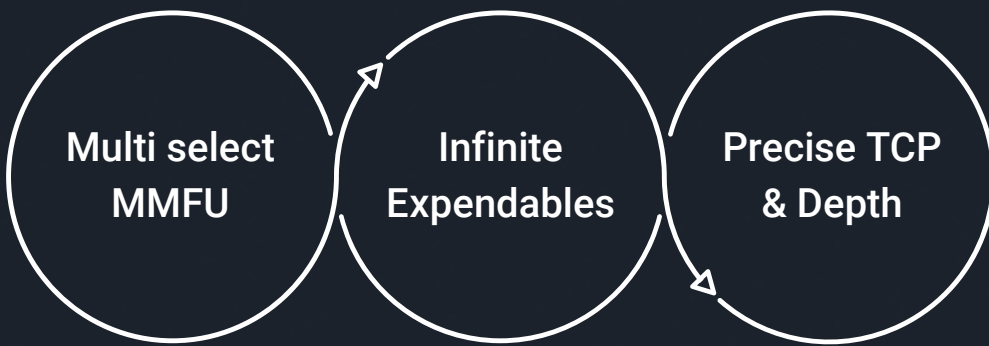 Multi select
MMFU
Infinite
Expendables
Precise TCP
& Depth